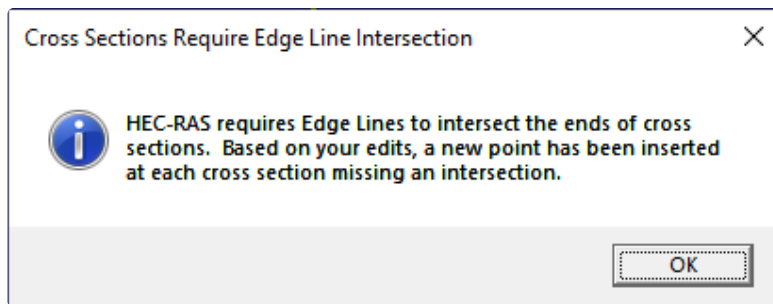 Cross Sections Require Edge Line Intersection
HEC-RAS requires Edge Lines to intersect the ends of cross
sections.  Based on your edits, a new point has been inserted
at each cross section missing an intersection.
OK